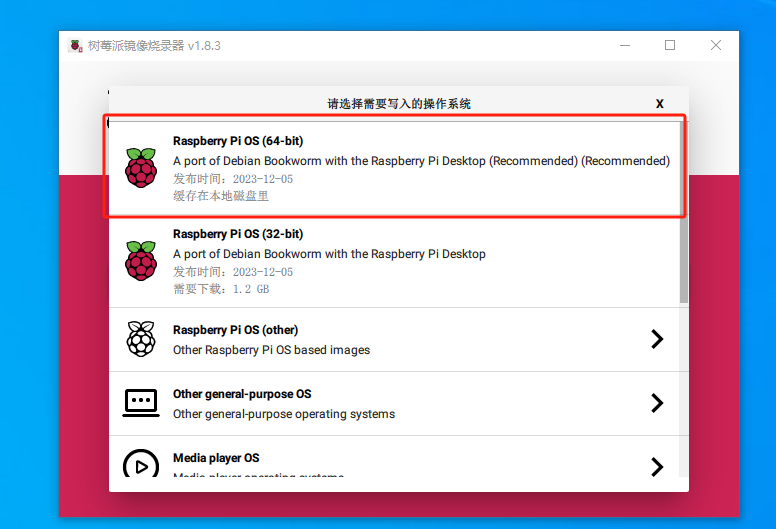 树莓派镜像烧录器 v1.8.3
请选择需要写入的操作系统
X
Raspberry Pi OS (64-bit)
A port of Debian Bookworm with the Raspberry Pi Desktop (Recommended) (Recommended)
发布时间：2023-12-05
缓存在本地磁盘里
Raspberry Pi OS (32-bit)
A port of Debian Bookworm with the Raspberry Pi Desktop
发布时间：2023-12-05
需要下载：1.2 GB
Raspberry Pi OS (other)
Other Raspberry Pi OS based images
Other general-purpose OS
Other general-purpose operating systems
Media player OS
Media player operating systems